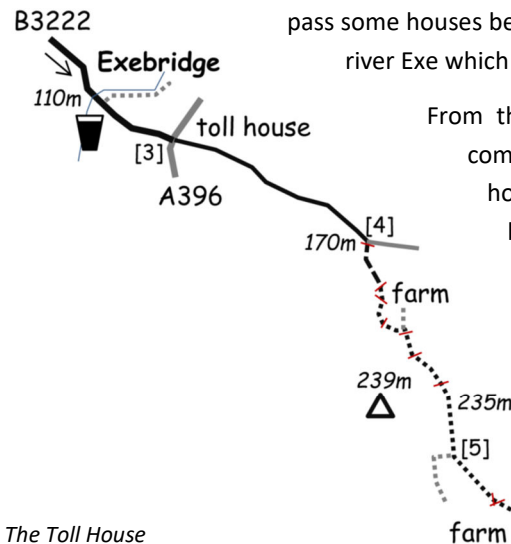 pass some houses be
river Exe which
From th
com
ho
B3222
Exebridge
110m
toll house
[3]
A396
[4]
170m
farm
239m
235m
[5]
The Toll House
farm